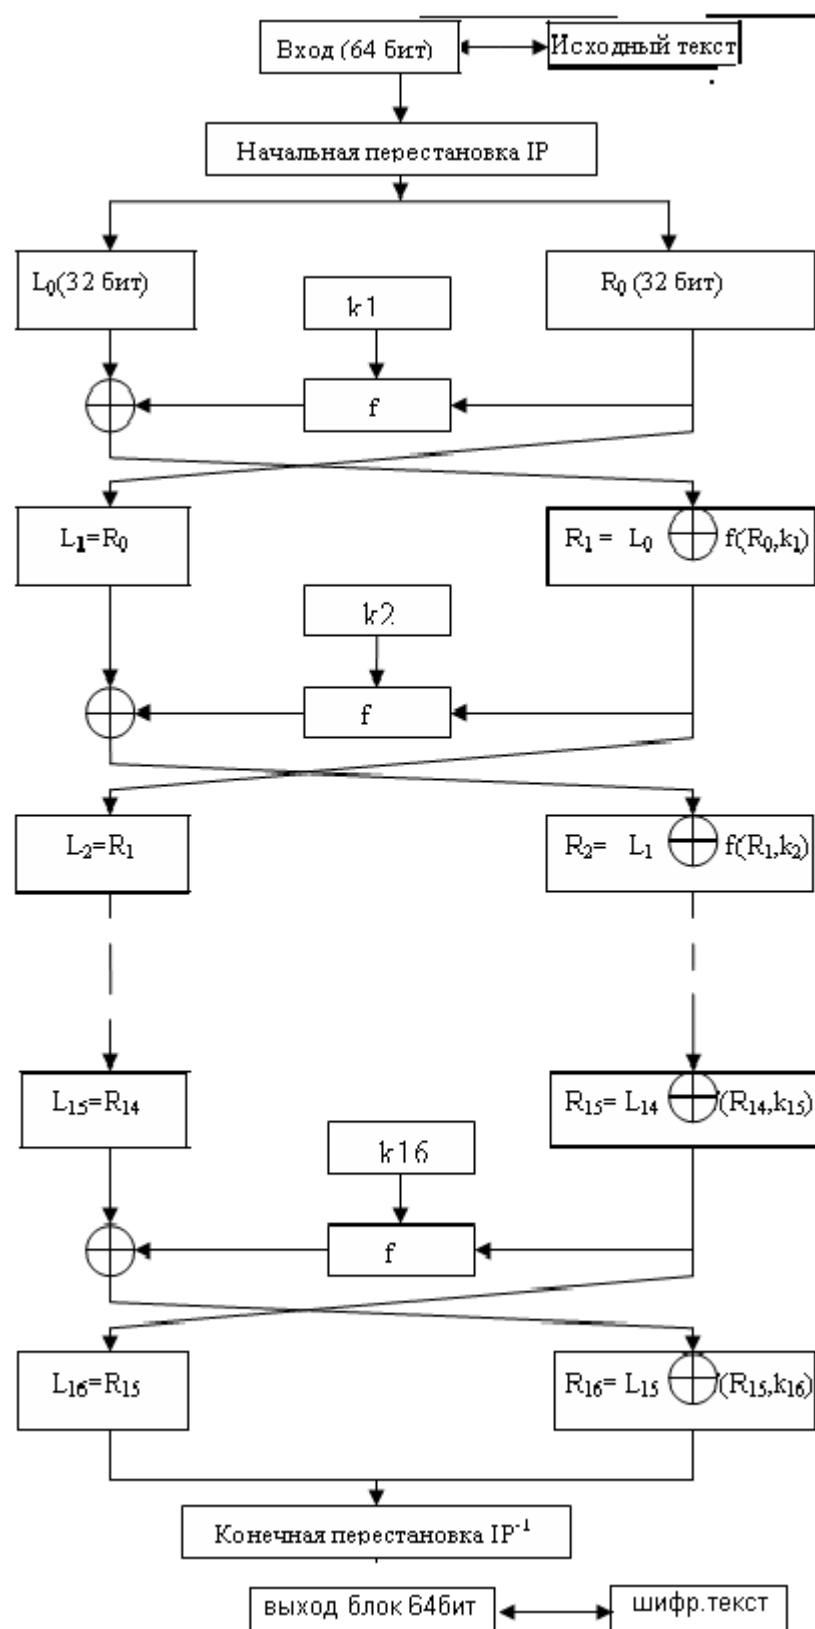 Вход (64 бит)
Исходный текст
Начальная перестановка IP
L₀(32 бит)
k1
R₀ (32 бит)
f
L₁=R₀
R₁ = L₀ ⊕ f(R₀,k₁)
k2
f
L₂=R₁
R₂= L₁ ⊕ f(R₁,k₂)
L₁₅=R₁₄
R₁₅= L₁₄ ⊕ (R₁₄,k₁₅)
k16
f
L₁₆=R₁₅
R₁₆= L₁₅ ⊕ (R₁₅,k₁₆)
Конечная перестановка IP⁻¹
выход блок 64бит
шифр.текст